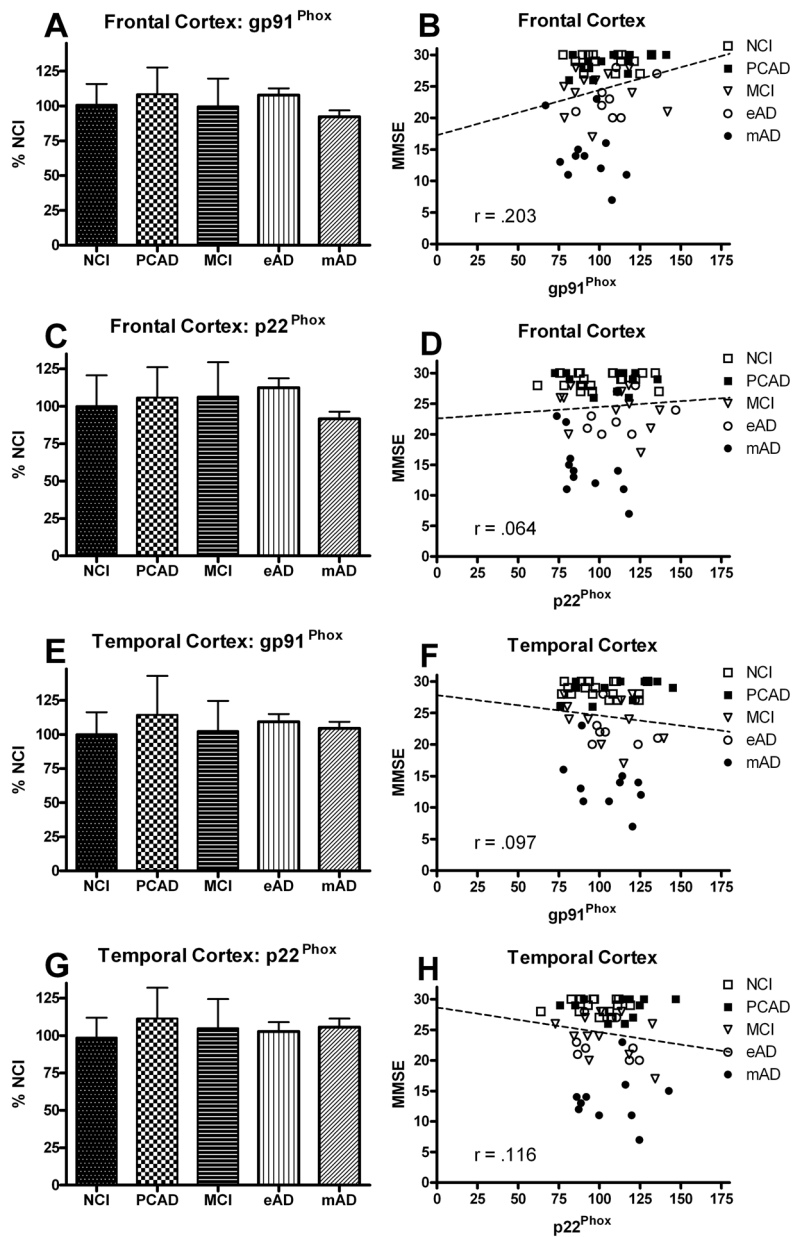 A Frontal Cortex: gp91Phox
% NCI
125
100
75
50
25
0
NCI PCAD MCI eAD mAD
B Frontal Cortex
MMSE
30
25
20
15
10
5
0
r = .203
0 25 50 75 100 125 150 175
gp91Phox
NCI
PCAD
MCI
eAD
mAD
C Frontal Cortex: p22Phox
% NCI
125
100
75
50
25
0
NCI PCAD MCI eAD mAD
D Frontal Cortex
MMSE
30
25
20
15
10
5
0
r = .064
0 25 50 75 100 125 150 175
p22Phox
NCI
PCAD
MCI
eAD
mAD
E Temporal Cortex: gp91Phox
% NCI
125
100
75
50
25
0
NCI PCAD MCI eAD mAD
F Temporal Cortex
MMSE
30
25
20
15
10
5
0
r = .097
0 25 50 75 100 125 150 175
gp91Phox
NCI
PCAD
MCI
eAD
mAD
G Temporal Cortex: p22Phox
% NCI
125
100
75
50
25
0
NCI PCAD MCI eAD mAD
H Temporal Cortex
MMSE
30
25
20
15
10
5
0
r = .116
0 25 50 75 100 125 150 175
p22Phox
NCI
PCAD
MCI
eAD
mAD